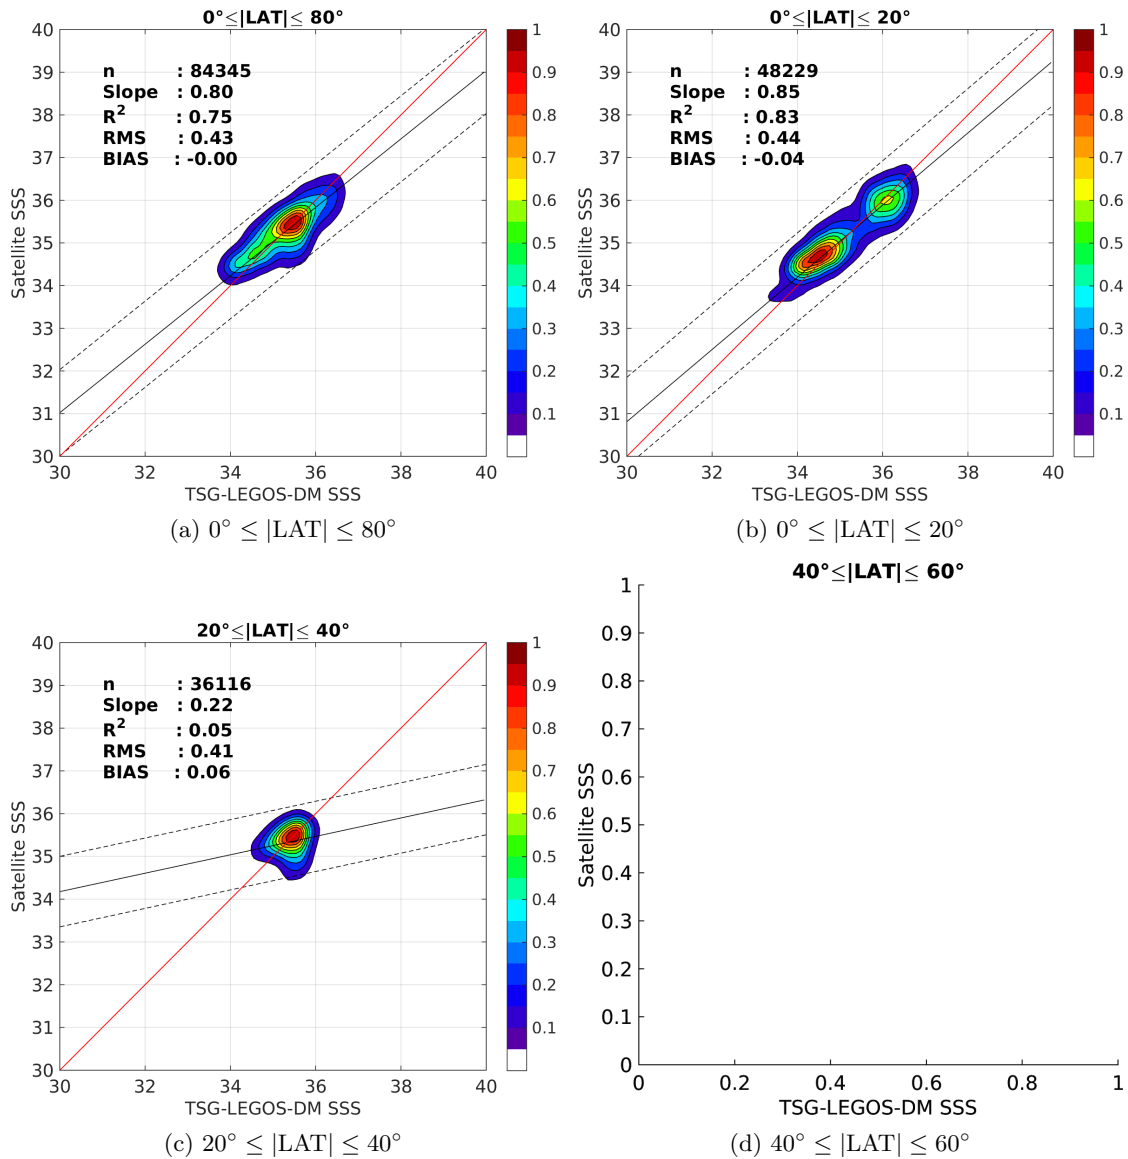 0°≤|LAT|≤ 80°
40
39
38
37
36
35
34
33
32
31
30
Satellite SSS
n : 84345
Slope : 0.80
R² : 0.75
RMS : 0.43
BIAS : -0.00
30 32 34 36 38 40
TSG-LEGOS-DM SSS
1
0.9
0.8
0.7
0.6
0.5
0.4
0.3
0.2
0.1
(a) 0° ≤ |LAT| ≤ 80°
0°≤|LAT|≤ 20°
40
39
38
37
36
35
34
33
32
31
30
Satellite SSS
n : 48229
Slope : 0.85
R² : 0.83
RMS : 0.44
BIAS : -0.04
30 32 34 36 38 40
TSG-LEGOS-DM SSS
1
0.9
0.8
0.7
0.6
0.5
0.4
0.3
0.2
0.1
(b) 0° ≤ |LAT| ≤ 20°
20°≤|LAT|≤ 40°
40
39
38
37
36
35
34
33
32
31
30
Satellite SSS
n : 36116
Slope : 0.22
R² : 0.05
RMS : 0.41
BIAS : 0.06
30 32 34 36 38 40
TSG-LEGOS-DM SSS
1
0.9
0.8
0.7
0.6
0.5
0.4
0.3
0.2
0.1
(c) 20° ≤ |LAT| ≤ 40°
40°≤|LAT|≤ 60°
1
0.9
0.8
0.7
0.6
0.5
0.4
0.3
0.2
0.1
0
Satellite SSS
0 0.2 0.4 0.6 0.8 1
TSG-LEGOS-DM SSS
(d) 40° ≤ |LAT| ≤ 60°